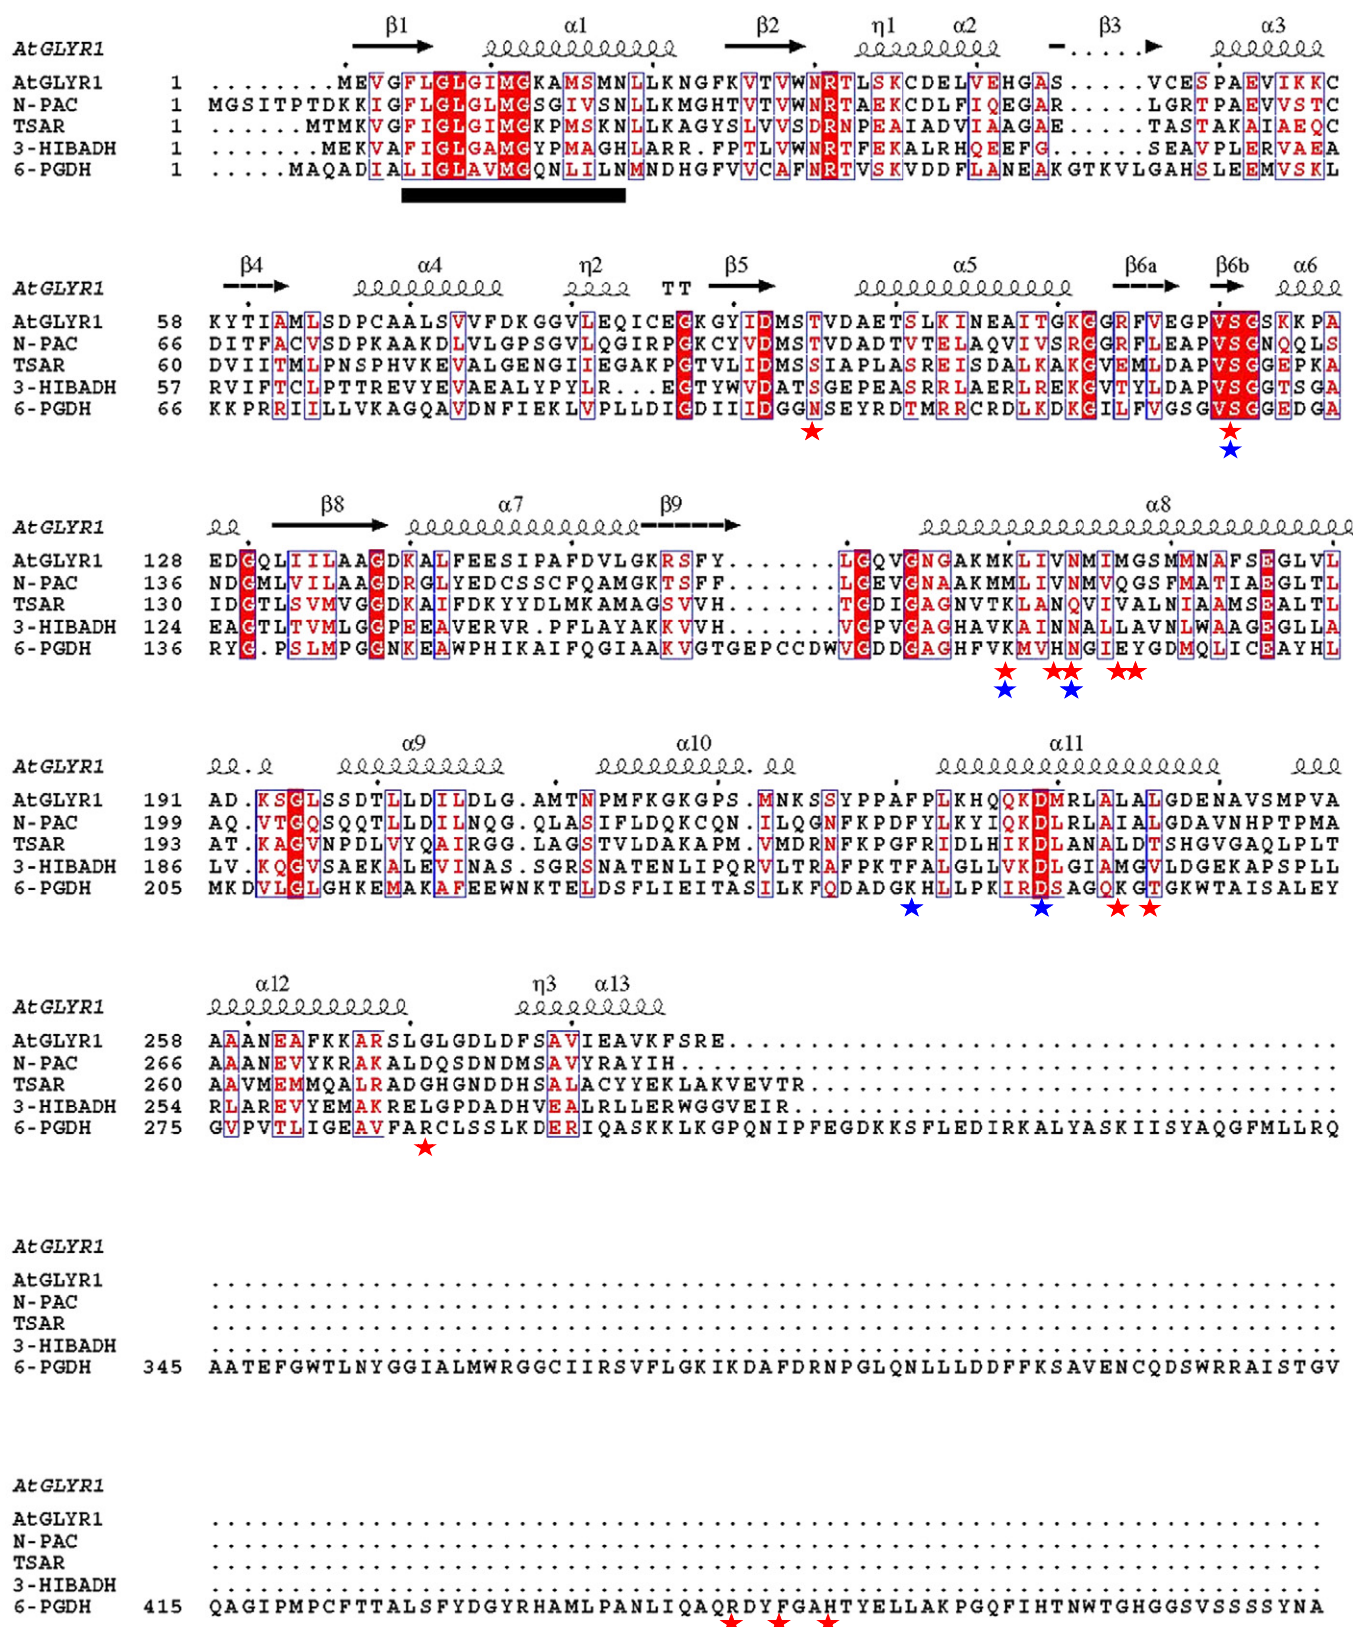 β1 α1 β2 η1 α2 β3 α3
AtGLYR1
AtGLYR1 1 .........MEVGFLGLGIMGKAMSMNLLKNGFKVTVWNRTLSKCDELVEHGAS.....VCESPAEVIKKC
N-PAC 1 MGSITPTDKKIGFLGLGLMGSGIVSNLLKMGHTVTVWNRTAEKCDLFIQEGAR.....LGRTPAEVVSTC
TSAR 1 ......MTMKVGFIGLGIMGKPMSKNLLKAGYSLVVSDRNPEAIADVIAAGAE.....TASTAKAIAEQC
3-HIBADH 1 .......MEKVAFIGLGAMGYPMAGHLARR.FPTLVWNRTFEKALRHQEEFG......SEAVPLERVAEA
6-PGDH 1 .....MAQADIALIGLAVMGQNLILNMNDHGFVVCAFNRTVSKVDDFLANEAKGTKVLGAHSLEEMVSKL
β4 α4 η2 β5 α5 β6a β6b α6
AtGLYR1 TT
AtGLYR1 58 KYTIAMLSDPCAALSVVFDKGGVLEQICEGKGYIDMSTVDAETSLKINEAITGKGGRFVEGPVSGSKKPA
N-PAC 66 DITFACVSDPKAAKDLVLGPSGVLQGIRPGKCYVDMSTVDADTVTELAQVIVSRGGRFLEAPVSGNQQLS
TSAR 60 DVIITMLPNSPHVKEVALGENGIIEGAKPGTVLIDMSSIAPLASREISDALKAKGVEMLDAPVSGGEPKA
3-HIBADH 57 RVIFTCLPTTREVYEVAEALYPYLR...EGTYWVDATSGEPEASRRLAERLREKGVTYLDAPVSGGTSGA
6-PGDH 66 KKPRRIILLVKAGQAVDNFIEKLVPLLDIGDIIIDGGNSEYRDTMRRCRDLKDKGILFVGSGVSGGEDGA
β8 α7 β9 α8
AtGLYR1
AtGLYR1 128 EDGQLIILAAGDKALFEESIPAFDVLGKRSFY.......LGQVGNGAKMKLIVNMIMGSMMNAFSEGLVL
N-PAC 136 NDGMLVILAAGDRGLYEDCSSCFQAMGKTSFF.......LGEVGNAAKMMLIVNMVQGSFMATIAEGLTL
TSAR 130 IDGTLSVMVGGDKAIFDKYYDLMKAMAGSVVH.......TGDIGAGNVTKLANQVIVALNIAAMSEALTL
3-HIBADH 124 EAGTLTVMLGGPEEAVERVR.PFLAYAKKVVH.......VGPVGAGHAVKAINNALLAVNLWAAGEGLLA
6-PGDH 136 RYG.PSLMPGGNKEAWPHIKAIFQGIAAKVGTGEPCCDWVGDDGAGHFVKMVHNGIEYGDMQLICEAYHL
α9 α10 α11
AtGLYR1
AtGLYR1 191 AD.KSGLSSDTLLDILDLG.AMTNPMFKGKGPS.MNKSSYPPAFPLKHQQKDMRLALALGDENAVSMPVA
N-PAC 199 AQ.VTGQSQQTLLDILNQG.QLASIFLDQKCQN.ILQGNFKPDFYLKYIQKDLRLAIALGDAVNHPTPMA
TSAR 193 AT.KAGVNPDLVYQAIRGG.LAGSTVLDAKAPM.VMDRNFKPGFRIDLHIKDLANALDTSHGVGAQLPLT
3-HIBADH 186 LV.KQGVSAEKALEVINAS.SGRSNATENLIPQRVLTRAFPKTFALGLLVKDLGIAMGVLDGEKAPSPLL
6-PGDH 205 MKDVLGLGHKEMAKAFEEWNKTELDSFLIEITASILKFQDADGKHLLPKIRDSAGQKGTGKWTAISALEY
α12 η3 α13
AtGLYR1
AtGLYR1 258 AAANEAFKKARSLGLGDLDFSAVIEAVKFSRE......................................
N-PAC 266 AAANEVYKRAKALDQSDNDMSAVYRAYIH.........................................
TSAR 260 AAVMEMMQALRADGHGNDDHSALACYYEKLAKVEVTR.................................
3-HIBADH 254 RLAREVYEMAKRELGPDADHVEALRLLERWGGVEIR..................................
6-PGDH 275 GVPVTLIGEAVFARCLSSLKDERIQASKKLKGPQNIPFEGDKKSFLEDIRKALYASKIISYAQGFMLLRQ
AtGLYR1
AtGLYR1 ......................................................................
N-PAC ......................................................................
TSAR ......................................................................
3-HIBADH ......................................................................
6-PGDH 345 AATEFGWTLNYGGIALMWRGGCIIRSVFLGKIKDAFDRNPGLQNLLLDDFFKSAVENCQDSWRRAISTGV
AtGLYR1
AtGLYR1 .....................................................................
N-PAC .....................................................................
TSAR .....................................................................
3-HIBADH .....................................................................
6-PGDH 415 QAGIPMPCFTTALSFYDGYRHAMLPANLIQAQRDYFGAHTYELLAKPGQFIHTNWTGHGGSVSSSSYNA